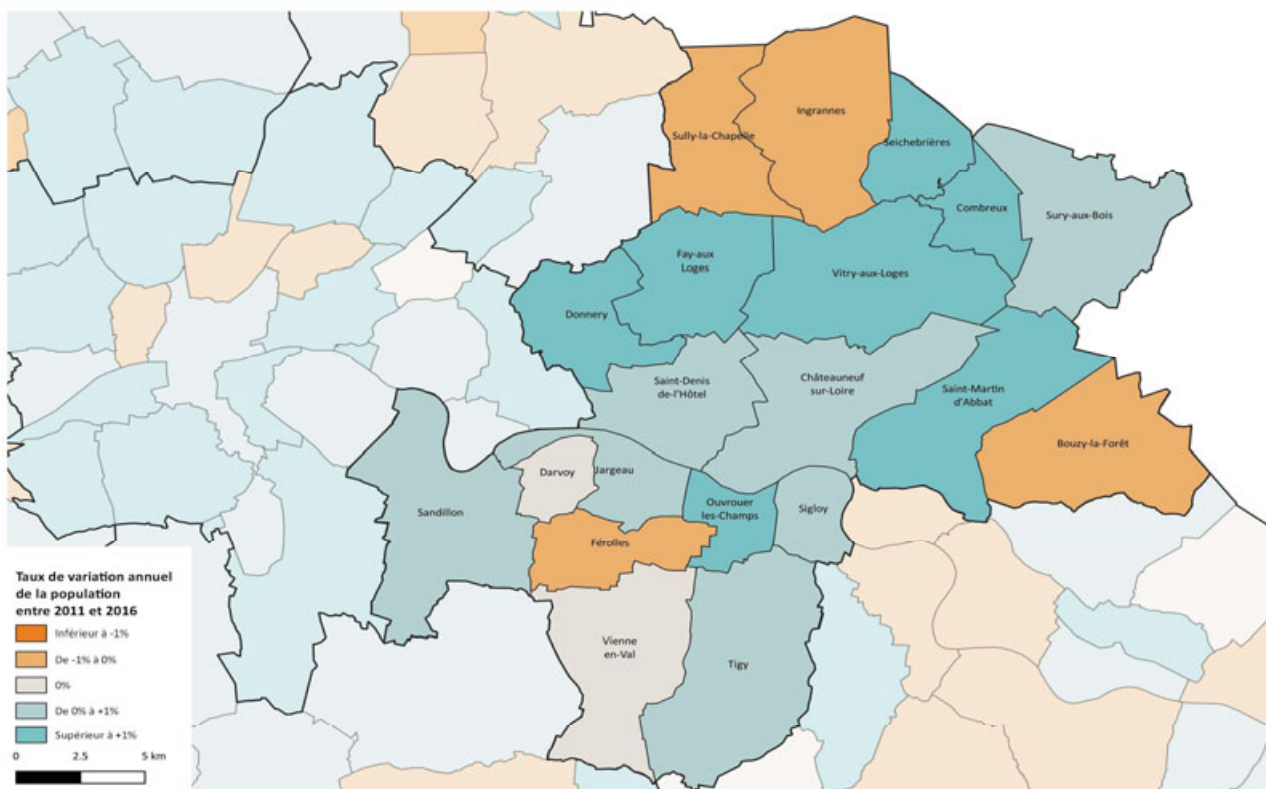 Ingrannes
Sully-la-Chapelle
Seichebrières
Combreux
Sury-aux-Bois
Fay-aux
Loges
Vitry-aux-Loges
Donnery
Saint-Denis
de-l'Hôtel
Châteauneuf
sur-Loire
Saint-Martin
d'Abbat
Bouzy-la-Forêt
Darvoy
Jargeau
Sandillon
Ouvrouer
les-Champs
Sigloy
Férolles
Vienne
en-Val
Tigy
Taux de variation annuel
de la population
entre 2011 et 2016
Inférieur à -1%
De -1% à 0%
0%
De 0% à +1%
Supérieur à +1%
0 2.5 5 km